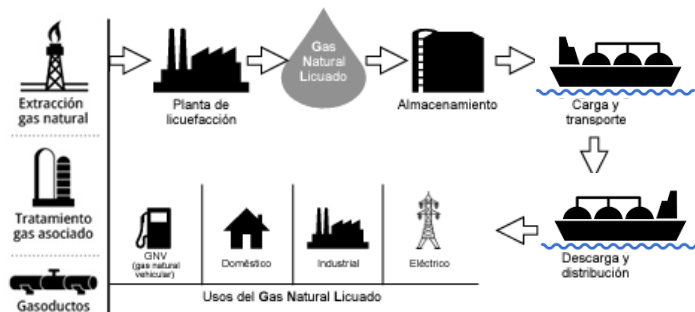 Extracción
gas natural
Tratamiento
gas asociado
Gasoductos
Planta de
licuefacción
Gas
Natural
Licuado
Almacenamiento
Carga y
transporte
Descarga y
distribución
GNV
(gas natural
vehicular)
Doméstico
Industrial
Eléctrico
Usos del Gas Natural Licuado